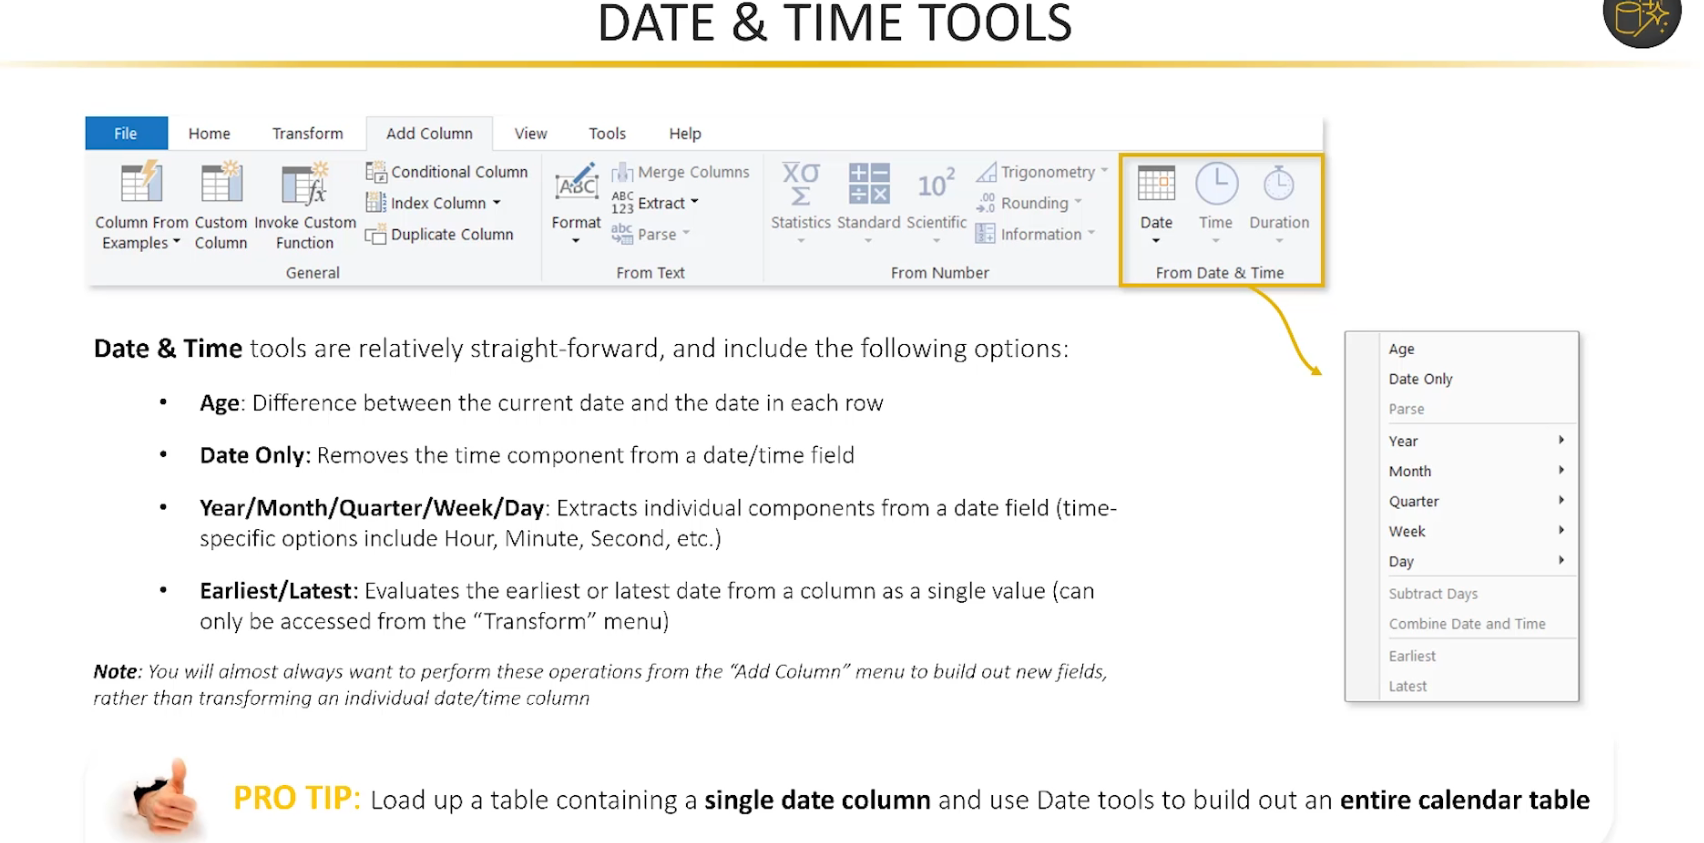 DATE & TIME TOOLS
File Home Transform Add Column View Tools Help
Column From Examples
Custom Column
Invoke Custom Function
Conditional Column
Index Column
Duplicate Column
General
Format
Merge Columns
Extract
Parse
From Text
Statistics
Standard
Scientific
Trigonometry
Rounding
Information
From Number
Date
Time
Duration
From Date & Time
Date & Time tools are relatively straight-forward, and include the following options:
• Age: Difference between the current date and the date in each row
• Date Only: Removes the time component from a date/time field
• Year/Month/Quarter/Week/Day: Extracts individual components from a date field (time-
specific options include Hour, Minute, Second, etc.)
• Earliest/Latest: Evaluates the earliest or latest date from a column as a single value (can
only be accessed from the “Transform” menu)
Note: You will almost always want to perform these operations from the “Add Column” menu to build out new fields,
rather than transforming an individual date/time column
Age
Date Only
Parse
Year
Month
Quarter
Week
Day
Subtract Days
Combine Date and Time
Earliest
Latest
PRO TIP: Load up a table containing a single date column and use Date tools to build out an entire calendar table